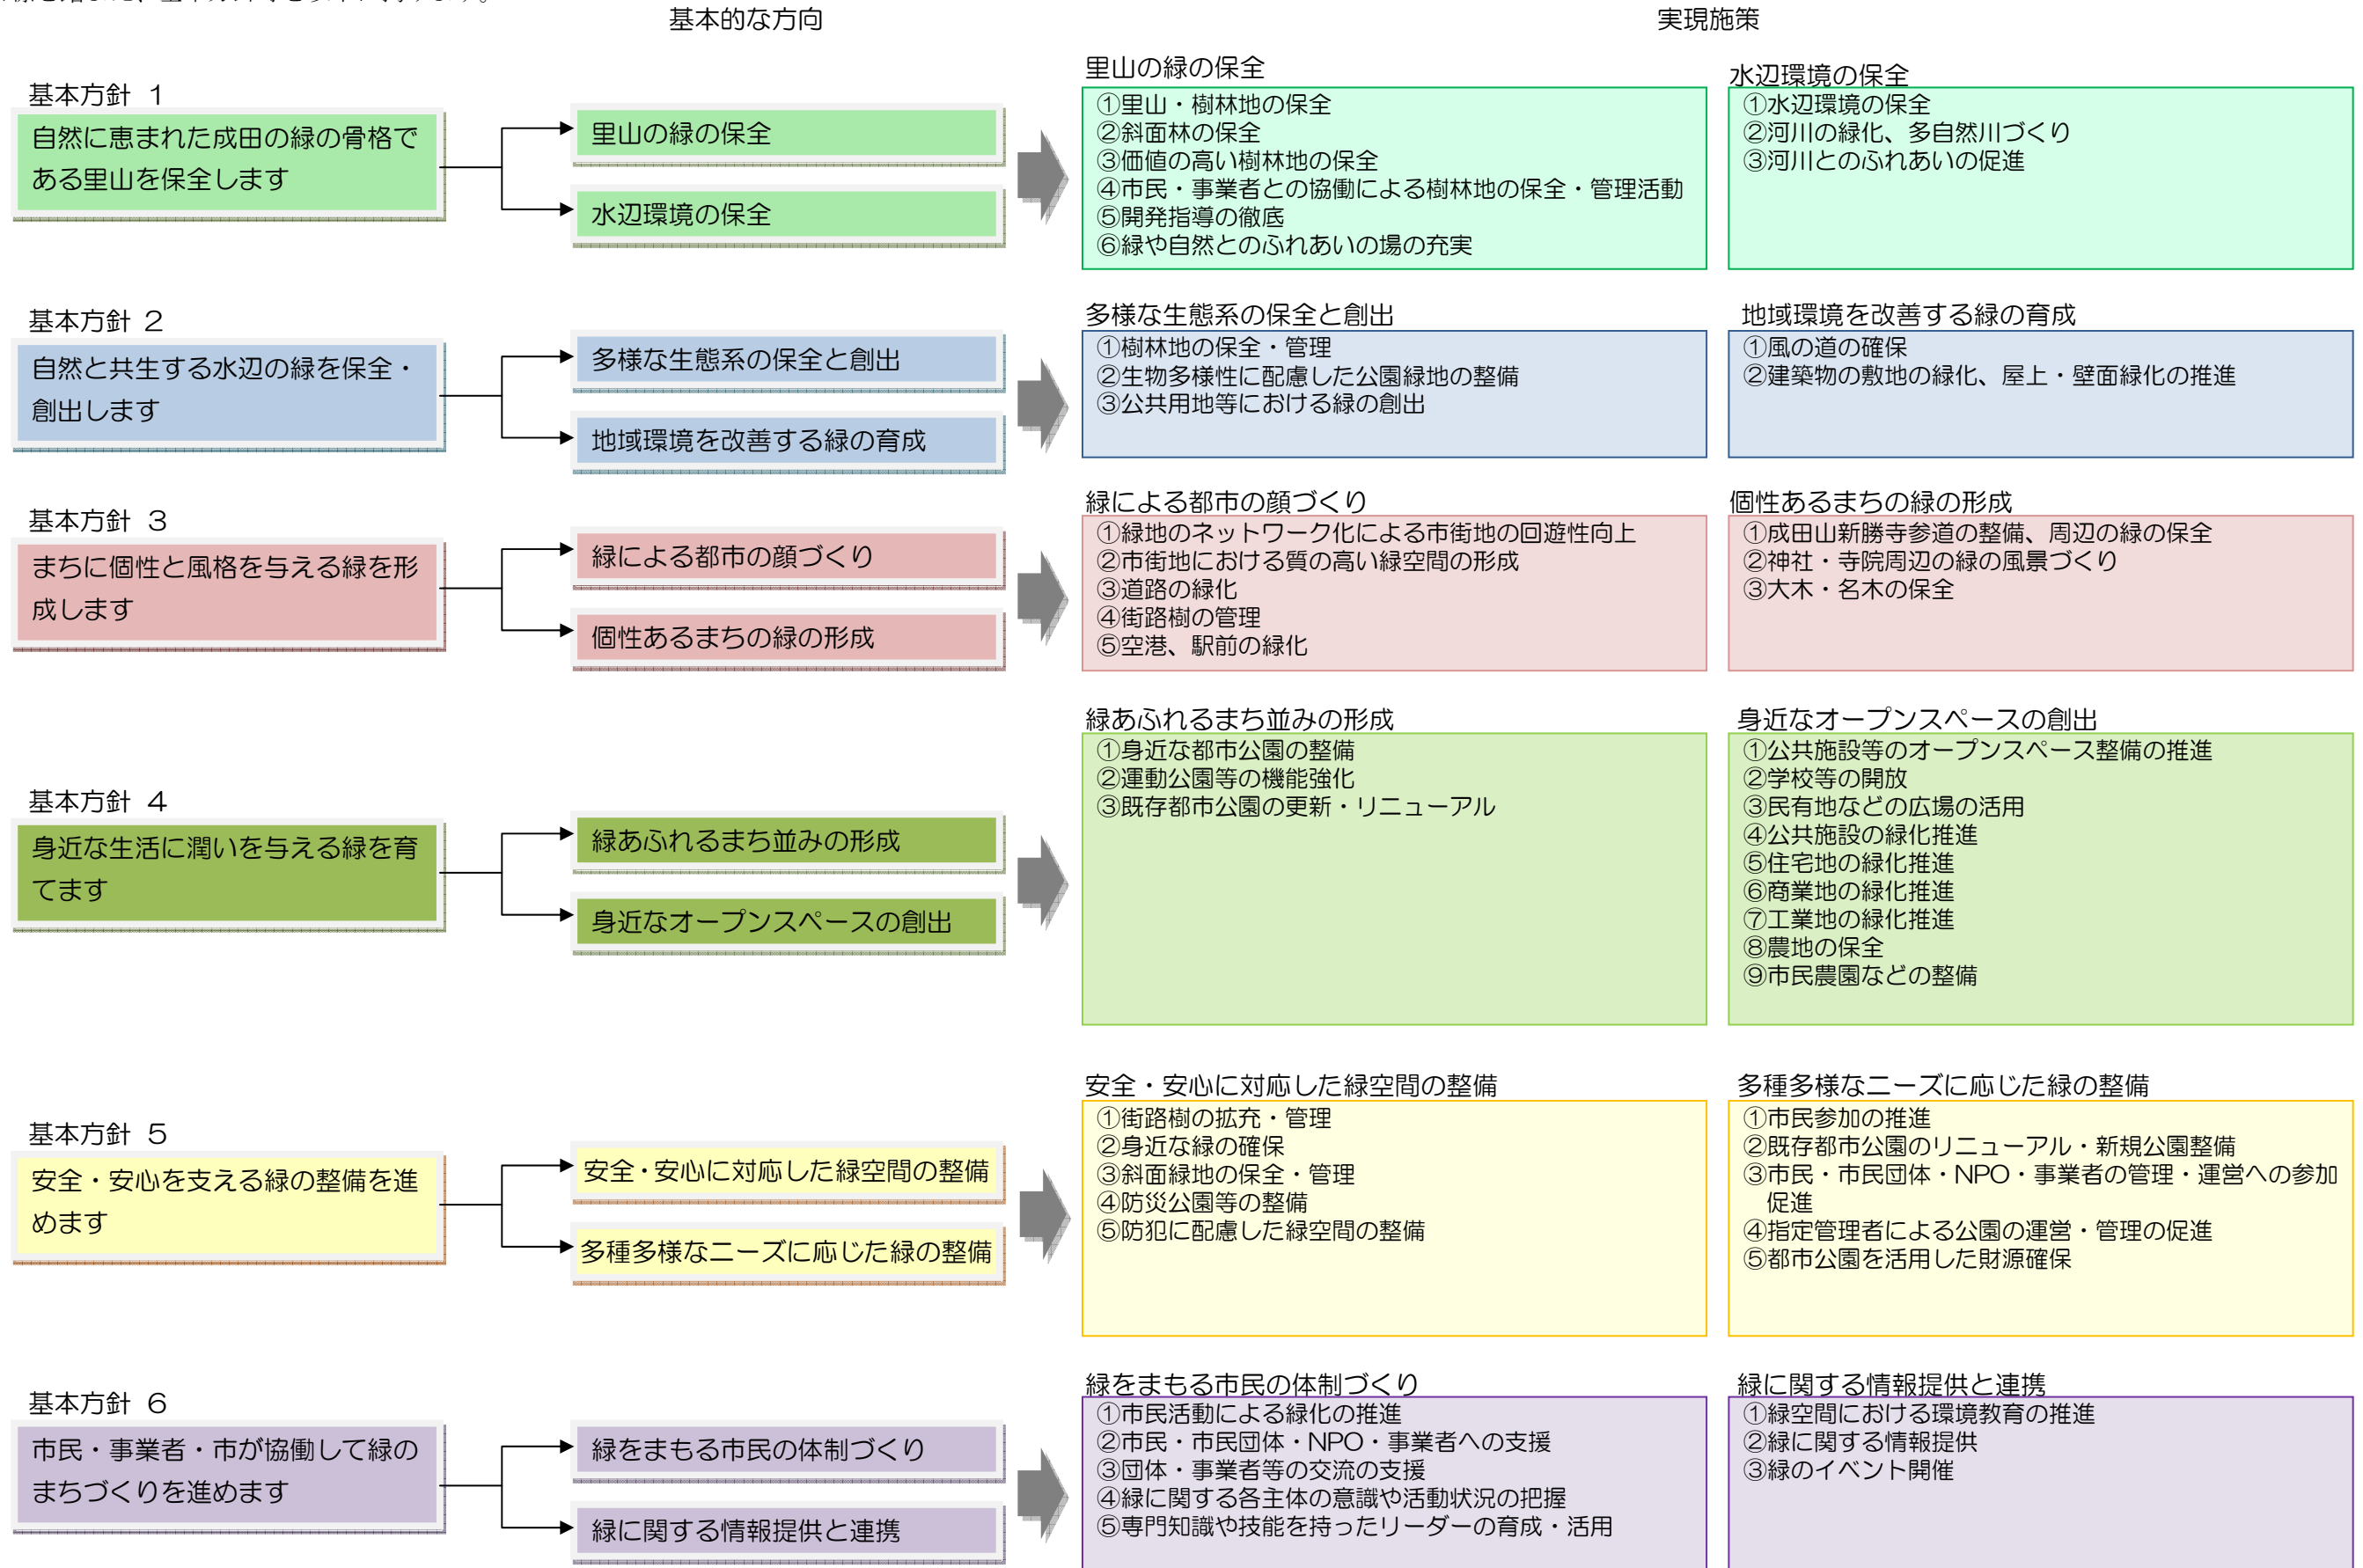 基本的な方向
実現施策
基本方針 1
自然に恵まれた成田の緑の骨格で
ある里山を保全します
里山の緑の保全
水辺環境の保全
里山の緑の保全
①里山・樹林地の保全
②斜面林の保全
③価値の高い樹林地の保全
④市民・事業者との協働による樹林地の保全・管理活動
⑤開発指導の徹底
⑥緑や自然とのふれあいの場の充実
水辺環境の保全
①水辺環境の保全
②河川の緑化、多自然川づくり
③河川とのふれあいの促進
基本方針 2
自然と共生する水辺の緑を保全・
創出します
多様な生態系の保全と創出
地域環境を改善する緑の育成
多様な生態系の保全と創出
①樹林地の保全・管理
②生物多様性に配慮した公園緑地の整備
③公共用地等における緑の創出
地域環境を改善する緑の育成
①風の道の確保
②建築物の敷地の緑化、屋上・壁面緑化の推進
基本方針 3
まちに個性と風格を与える緑を形
成します
緑による都市の顔づくり
個性あるまちの緑の形成
緑による都市の顔づくり
①緑地のネットワーク化による市街地の回遊性向上
②市街地における質の高い緑空間の形成
③道路の緑化
④街路樹の管理
⑤空港、駅前の緑化
個性あるまちの緑の形成
①成田山新勝寺参道の整備、周辺の緑の保全
②神社・寺院周辺の緑の風景づくり
③大木・名木の保全
基本方針 4
身近な生活に潤いを与える緑を育
てます
緑あふれるまち並みの形成
身近なオープンスペースの創出
緑あふれるまち並みの形成
①身近な都市公園の整備
②運動公園等の機能強化
③既存都市公園の更新・リニューアル
身近なオープンスペースの創出
①公共施設等のオープンスペース整備の推進
②学校等の開放
③民有地などの広場の活用
④公共施設の緑化推進
⑤住宅地の緑化推進
⑥商業地の緑化推進
⑦工業地の緑化推進
⑧農地の保全
⑨市民農園などの整備
基本方針 5
安全・安心を支える緑の整備を進
めます
安全・安心に対応した緑空間の整備
多種多様なニーズに応じた緑の整備
安全・安心に対応した緑空間の整備
①街路樹の拡充・管理
②身近な緑の確保
③斜面緑地の保全・管理
④防災公園等の整備
⑤防犯に配慮した緑空間の整備
多種多様なニーズに応じた緑の整備
①市民参加の推進
②既存都市公園のリニューアル・新規公園整備
③市民・市民団体・NPO・事業者の管理・運営への参加
促進
④指定管理者による公園の運営・管理の促進
⑤都市公園を活用した財源確保
基本方針 6
市民・事業者・市が協働して緑の
まちづくりを進めます
緑をまもる市民の体制づくり
緑に関する情報提供と連携
緑をまもる市民の体制づくり
①市民活動による緑化の推進
②市民・市民団体・NPO・事業者への支援
③団体・事業者等の交流の支援
④緑に関する各主体の意識や活動状況の把握
⑤専門知識や技能を持ったリーダーの育成・活用
緑に関する情報提供と連携
①緑空間における環境教育の推進
②緑に関する情報提供
③緑のイベント開催